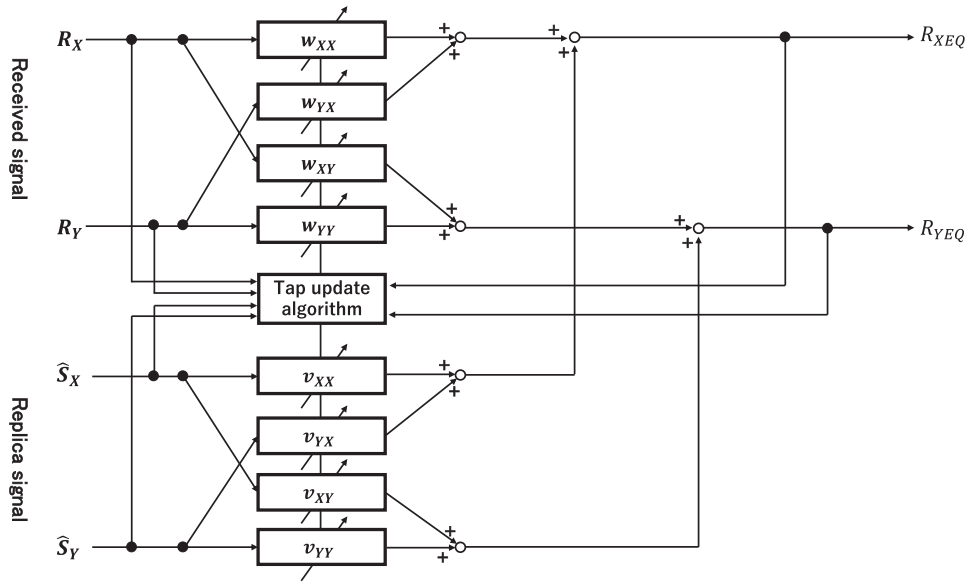 Received signal
R_X
w_XX
+
+
+
+
R_XEQ
w_YX
w_XY
R_Y
w_YY
+
+
+
+
R_YEQ
Tap update
algorithm
Replica signal
Ŝ_X
v_XX
+
+
v_YX
v_XY
Ŝ_Y
v_YY
+
+